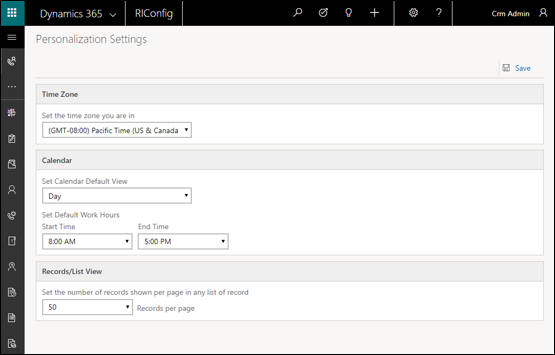 Dynamics 365 RIConfig Crm Admin
Personalization Settings
Save
Time Zone
Set the time zone you are in
(GMT-08:00) Pacific Time (US & Canada
Calendar
Set Calendar Default View
Day
Set Default Work Hours
Start Time End Time
8:00 AM 5:00 PM
Records/List View
Set the number of records shown per page in any list of record
50 Records per page